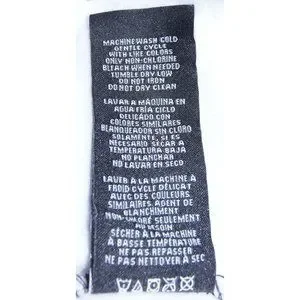 MACHINE WASH COLD
GENTLE CYCLE
WITH LIKE COLORS
ONLY NON-CHLORINE
BLEACH WHEN NEEDED
TUMBLE DRY LOW
DO NOT IRON
DO NOT DRY CLEAN
LAVAR A MÁQUINA EN
AGUA FRÍA CICLO
DELICADO CON
COLORES SIMILARES
BLANQUEADOR SIN CLORO
SOLAMENTE, SI ES
NECESARIO SECAR A
TEMPERATURA BAJA
NO PLANCHAR
NO LAVAR EN SECO
LAVER À LA MACHINE À
FROID CYCLE DÉLICAT
AVEC DES COULEURS
SIMILAIRES AGENT DE
BLANCHIMENT
NON-CHLORÉ SEULEMENT
AU BESOIN
SÉCHER À LA MACHINE
À BASSE TEMPÉRATURE
NE PAS REPASSER
NE PAS NETTOYER À SEC